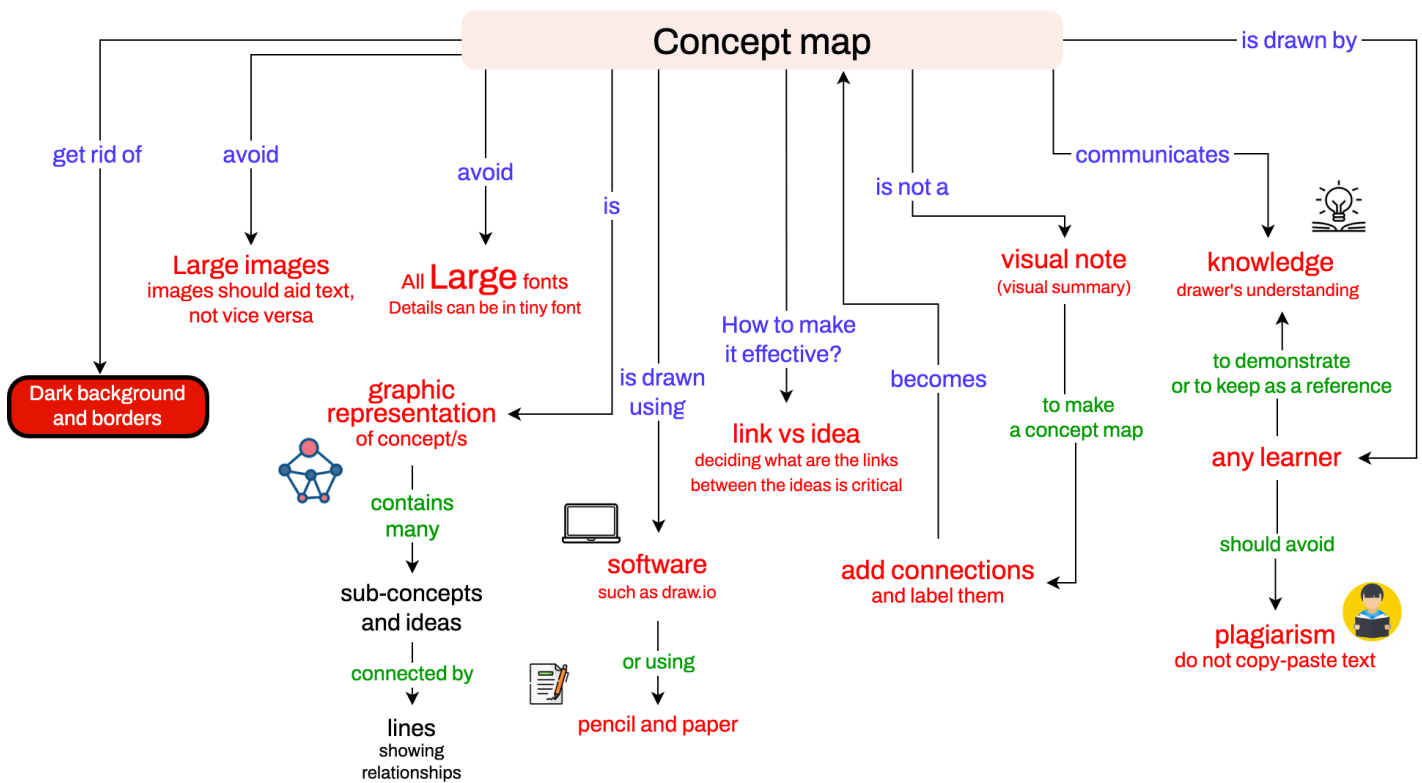 Concept map
is drawn by
get rid of
avoid
avoid
is
is not a
communicates
Large images
images should aid text,
not vice versa
All Large fonts
Details can be in tiny font
visual note
(visual summary)
knowledge
drawer's understanding
How to make
it effective?
to demonstrate
or to keep as a reference
Dark background
and borders
graphic
representation
of concept/s
is drawn
using
becomes
to make
a concept map
link vs idea
deciding what are the links
between the ideas is critical
any learner
contains
many
should avoid
software
such as draw.io
add connections
and label them
sub-concepts
and ideas
plagiarism
do not copy-paste text
connected by
or using
lines
showing
relationships
pencil and paper